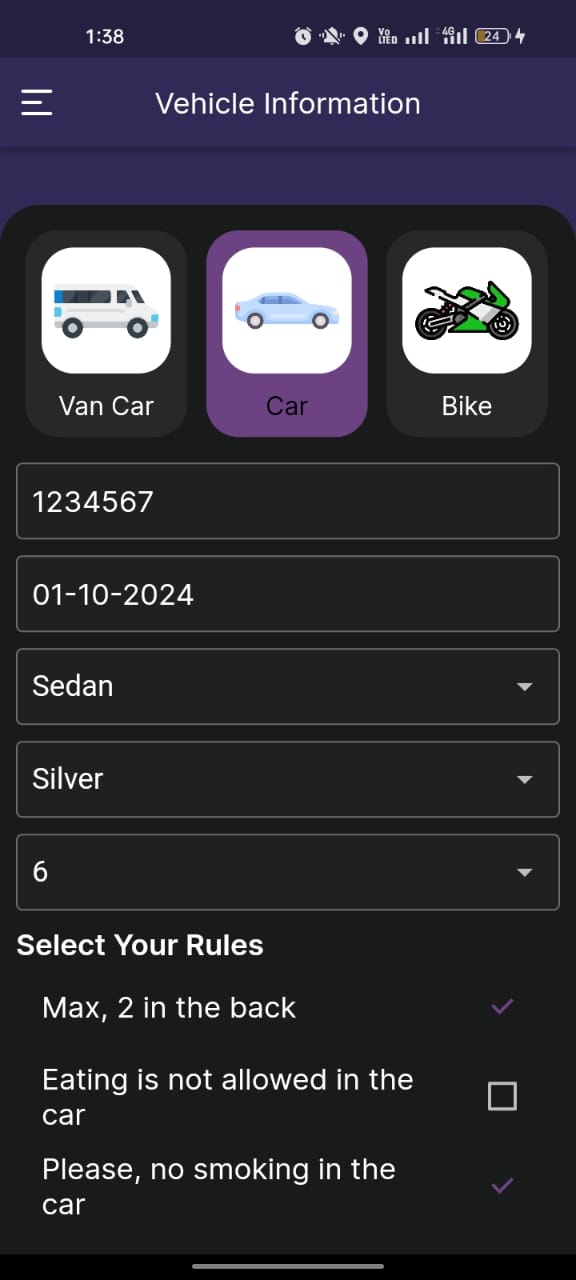 1:38
Vo
LTED
4G
24
Vehicle Information
Van Car
Car
Bike
1234567
01-10-2024
Sedan
Silver
6
Select Your Rules
Max, 2 in the back
Eating is not allowed in the
car
Please, no smoking in the
car